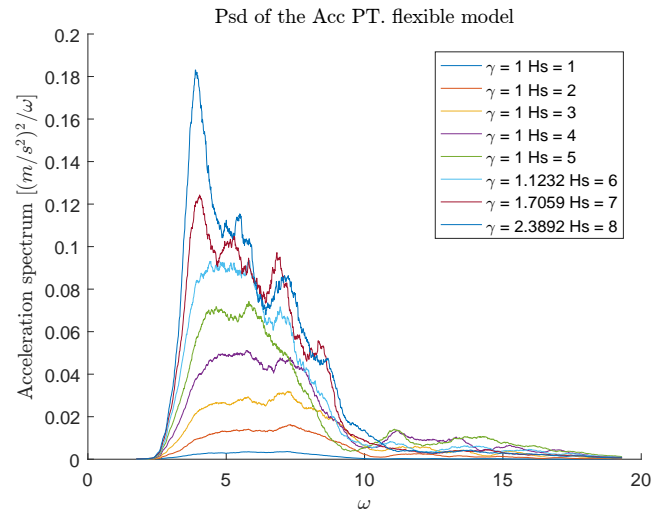 Psd of the Acc PT. flexible model
Acceleration spectrum [(m/s²)²/ω]
0.2
0.18
0.16
0.14
0.12
0.1
0.08
0.06
0.04
0.02
0
γ = 1 Hs = 1
γ = 1 Hs = 2
γ = 1 Hs = 3
γ = 1 Hs = 4
γ = 1 Hs = 5
γ = 1.1232 Hs = 6
γ = 1.7059 Hs = 7
γ = 2.3892 Hs = 8
0 5 10 15 20
ω